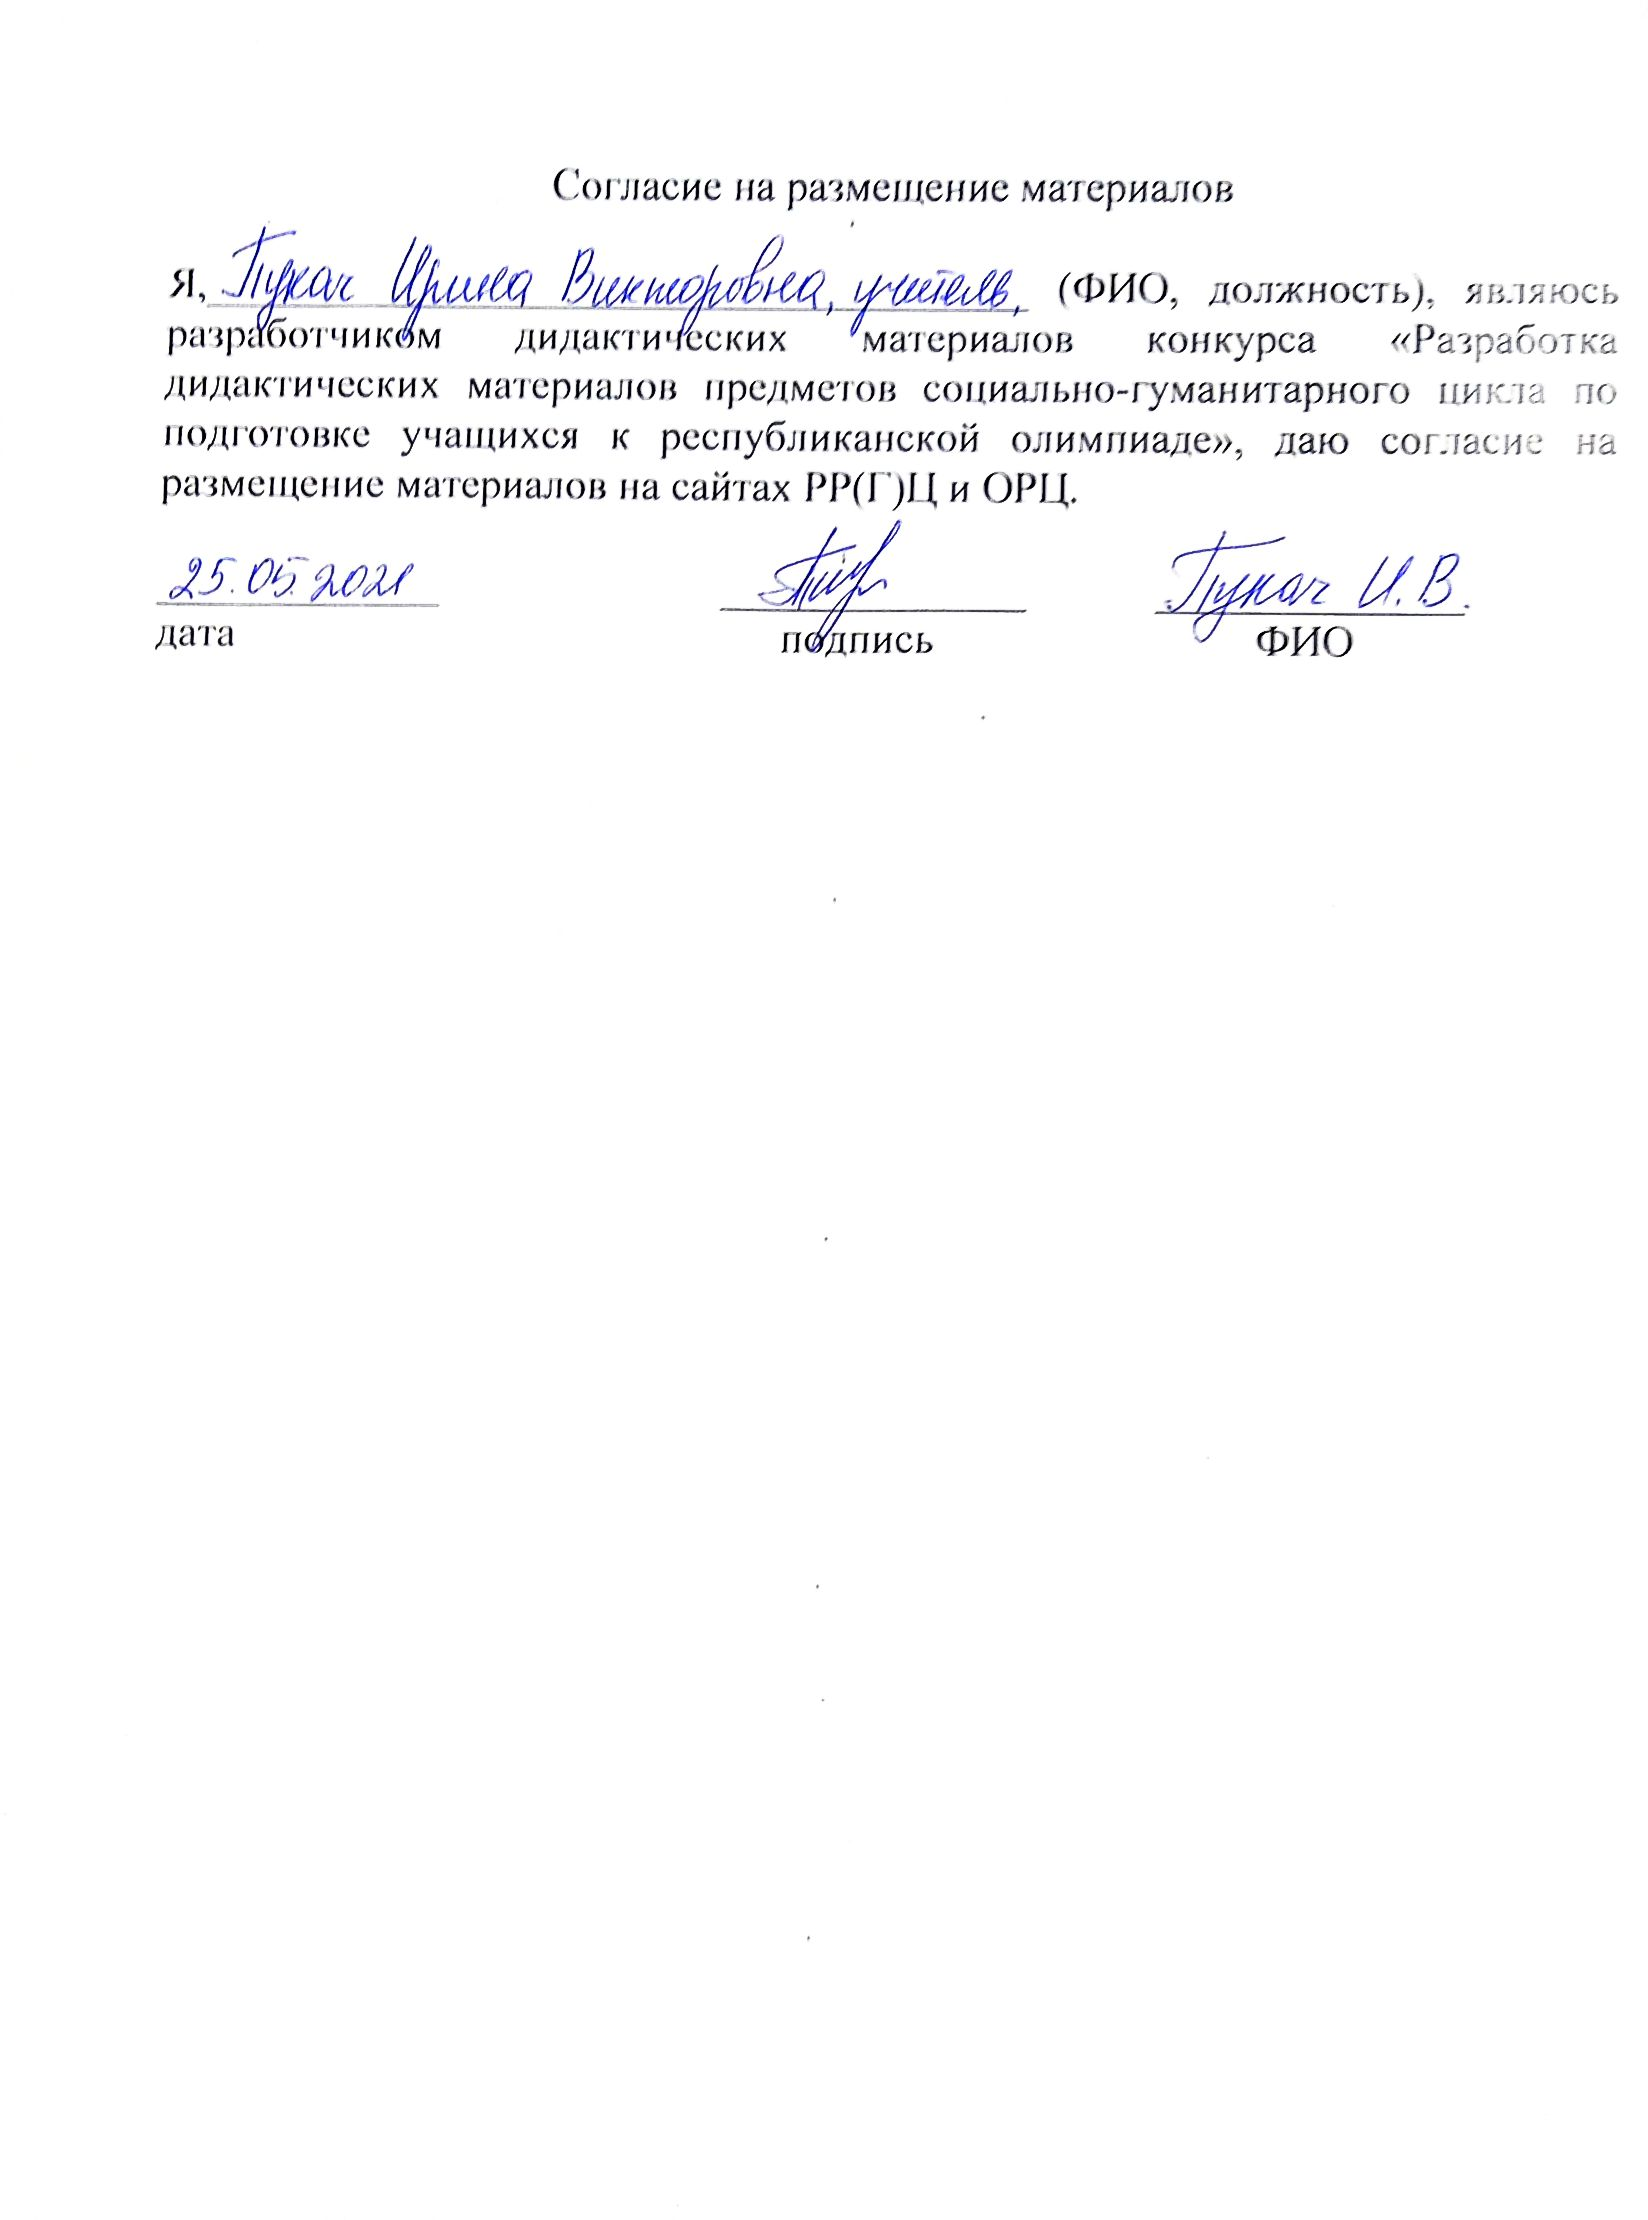 Согласие на размещение материалов
Я, Пукач Ирина Викторовна, учитель, (ФИО, должность), являюсь
разработчиком дидактических материалов конкурса «Разработка
дидактических материалов предметов социально-гуманитарного цикла по
подготовке учащихся к республиканской олимпиаде», даю согласие на
размещение материалов на сайтах РР(Г)Ц и ОРЦ.
25.05.2021 Пукач И.В.
дата подпись ФИО